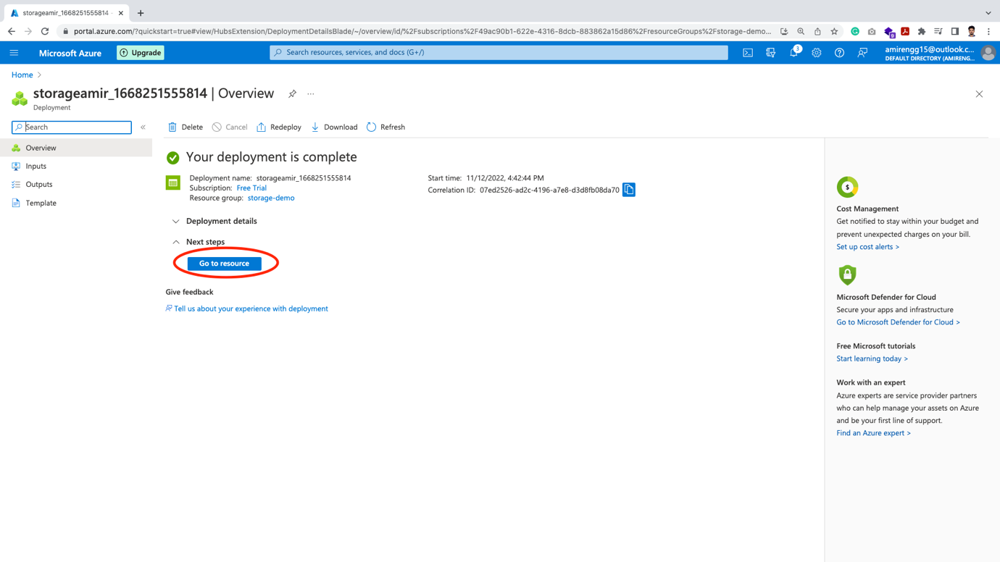 storageamir_1668251555814 -
portal.azure.com/?quickstart=true#view/HubsExtension/DeploymentDetailsBlade/~/overview/id/%2Fsubscriptions%2F49ac90b1-622e-4316-8dcb-883862a15d86%2FresourceGroups%2Fstorage-demo...
9
Microsoft Azure
Upgrade
Search resources, services, and docs (G+/)
3
amirengg15@outlook.c...
DEFAULT DIRECTORY (AMIRENG...
Home
storageamir_1668251555814 | Overview
...
Deployment
Search
«
Delete
Cancel
Redeploy
Download
Refresh
Overview
Inputs
Outputs
Template
Your deployment is complete
Deployment name: storageamir_1668251555814
Subscription: Free Trial
Resource group: storage-demo
Start time: 11/12/2022, 4:42:44 PM
Correlation ID: 07ed2526-ad2c-4196-a7e8-d3d8fb08da70
Deployment details
Next steps
Go to resource
Give feedback
Tell us about your experience with deployment
$
Cost Management
Get notified to stay within your budget and
prevent unexpected charges on your bill.
Set up cost alerts >
Microsoft Defender for Cloud
Secure your apps and infrastructure
Go to Microsoft Defender for Cloud >
Free Microsoft tutorials
Start learning today >
Work with an expert
Azure experts are service provider partners
who can help manage your assets on Azure
and be your first line of support.
Find an Azure expert >